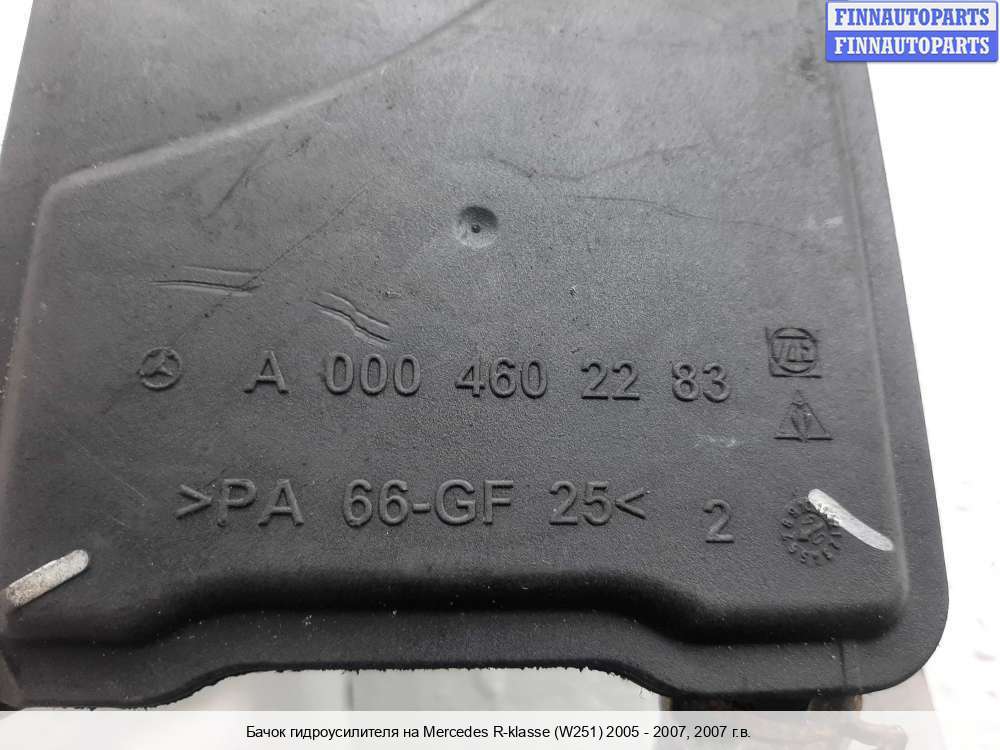 FINNAUTOPARTS
FINNAUTOPARTS
A 000 460 22 83
>PA 66-GF 25< 2
Бачок гидроусилителя на Mercedes R-klasse (W251) 2005 - 2007, 2007 г.в.